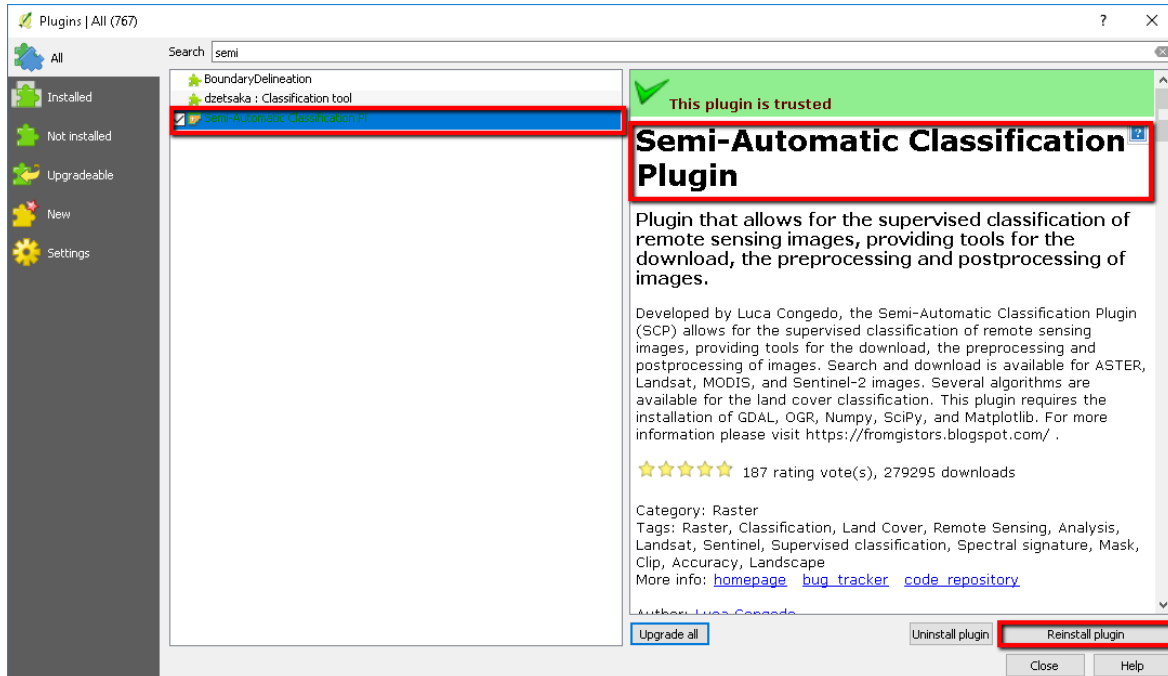 Plugins | All (767)
?
All
Installed
Not installed
Upgradeable
New
Settings
Search semi
BoundaryDelineation
dzetsaka : Classification tool
Semi-Automatic Classification Pl
This plugin is trusted
Semi-Automatic Classification
Plugin
?
Plugin that allows for the supervised classification of
remote sensing images, providing tools for the
download, the preprocessing and postprocessing of
images.
Developed by Luca Congedo, the Semi-Automatic Classification Plugin
(SCP) allows for the supervised classification of remote sensing
images, providing tools for the download, the preprocessing and
postprocessing of images. Search and download is available for ASTER,
Landsat, MODIS, and Sentinel-2 images. Several algorithms are
available for the land cover classification. This plugin requires the
installation of GDAL, OGR, Numpy, SciPy, and Matplotlib. For more
information please visit https://fromgistors.blogspot.com/ .
187 rating vote(s), 279295 downloads
Category: Raster
Tags: Raster, Classification, Land Cover, Remote Sensing, Analysis,
Landsat, Sentinel, Supervised classification, Spectral signature, Mask,
Clip, Accuracy, Landscape
More info: homepage bug tracker code repository
Author: Luca Congedo
Upgrade all
Uninstall plugin
Reinstall plugin
Close
Help